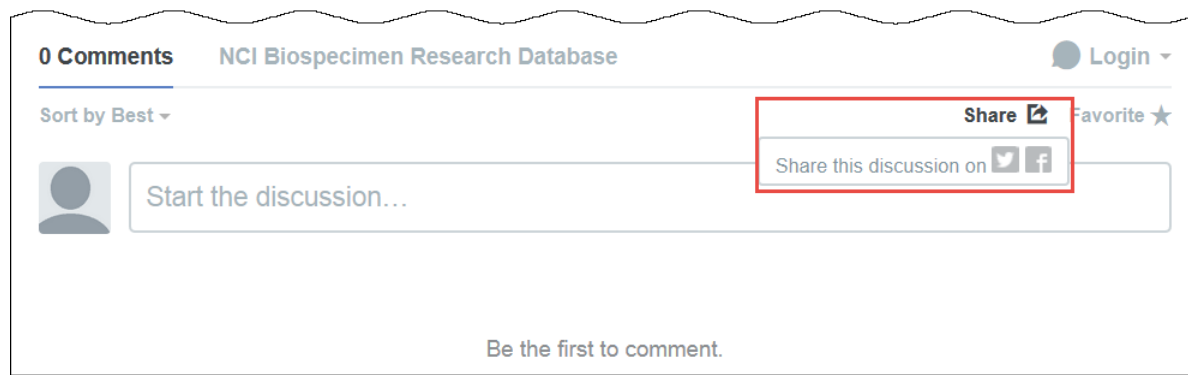 0 Comments NCI Biospecimen Research Database Login
Sort by Best Share Favorite
Share this discussion on
Start the discussion…
Be the first to comment.